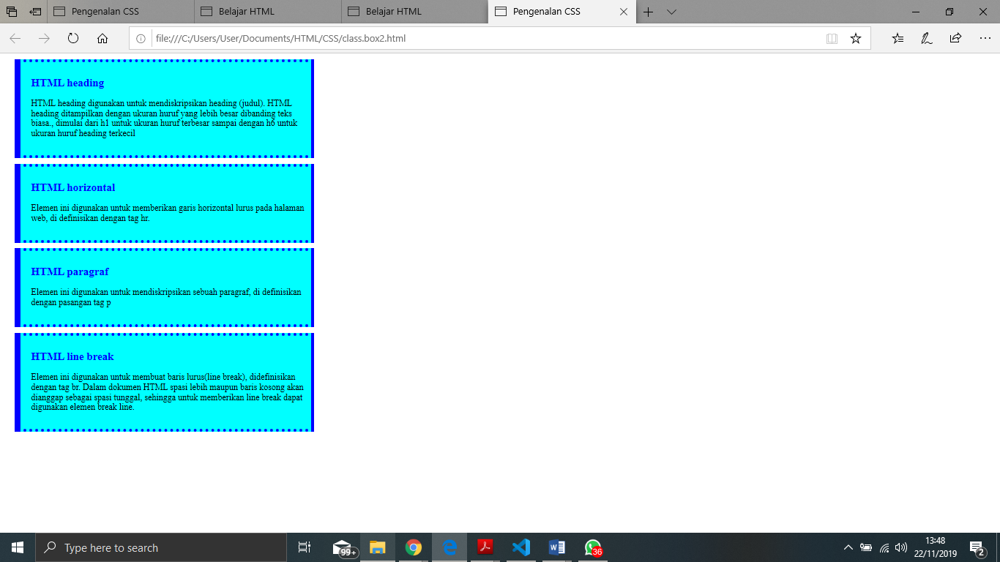 Pengenalan CSS
Belajar HTML
Belajar HTML
Pengenalan CSS
file:///C:/Users/User/Documents/HTML/CSS/class.box2.html
HTML heading
HTML heading digunakan untuk mendiskripsikan heading (judul). HTML
heading ditampilkan dengan ukuran huruf yang lebih besar dibanding teks
biasa., dimulai dari h1 untuk ukuran huruf terbesar sampai dengan h6 untuk
ukuran huruf heading terkecil
HTML horizontal
Elemen ini digunakan untuk memberikan garis horizontal lurus pada halaman
web, di definisikan dengan tag hr.
HTML paragraf
Elemen ini digunakan untuk mendiskripsikan sebuah paragraf, di definisikan
dengan pasangan tag p
HTML line break
Elemen ini digunakan untuk membuat baris lurus(line break), didefinisikan
dengan tag br. Dalam dokumen HTML spasi lebih maupun baris kosong akan
dianggap sebagai spasi tunggal, sehingga untuk memberikan line break dapat
digunakan elemen break line.
Type here to search
99+
36
13:48
22/11/2019
2